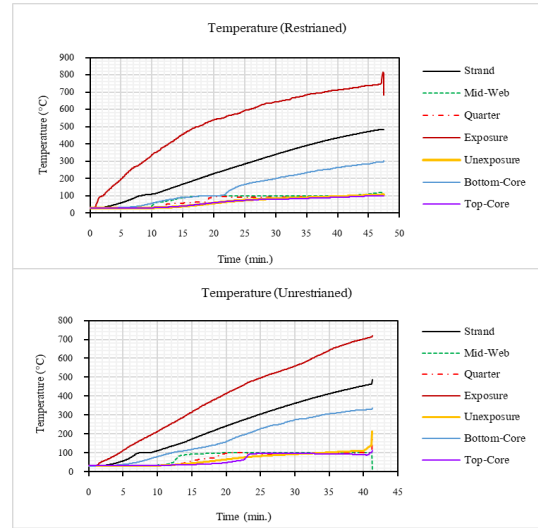 Temperature (Restrianed)
Temperature (°C)
900
800
700
600
500
400
300
200
100
0
0 5 10 15 20 25 30 35 40 45 50
Time (min.)
Strand
Mid-Web
Quarter
Exposure
Unexposure
Bottom-Core
Top-Core
Temperature (Unrestrianed)
Temperature (°C)
800
700
600
500
400
300
200
100
0
0 5 10 15 20 25 30 35 40 45
Time (min.)
Strand
Mid-Web
Quarter
Exposure
Unexposure
Bottom-Core
Top-Core